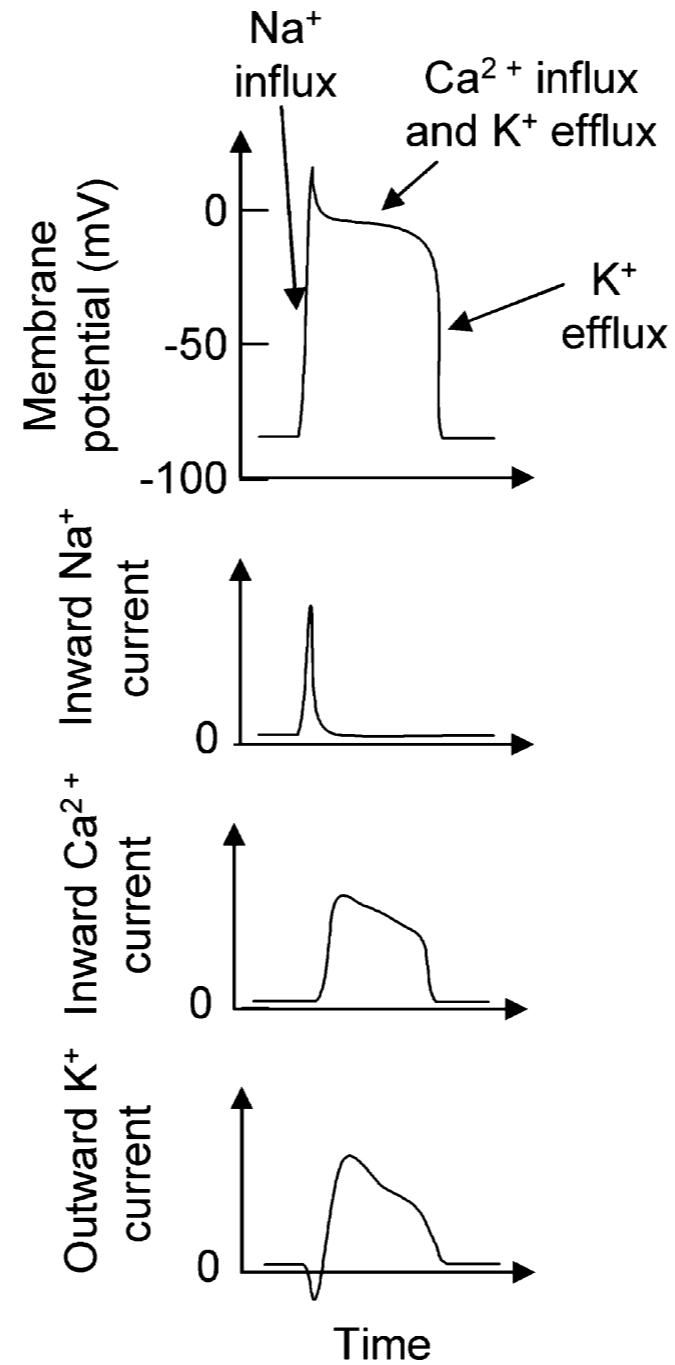 Na+
influx
Ca2 + influx
and K+ efflux
Membrane
potential (mV)
0
-50
-100
K+
efflux
Inward Na+
current
0
Inward Ca2 +
current
0
Outward K+
current
0
Time